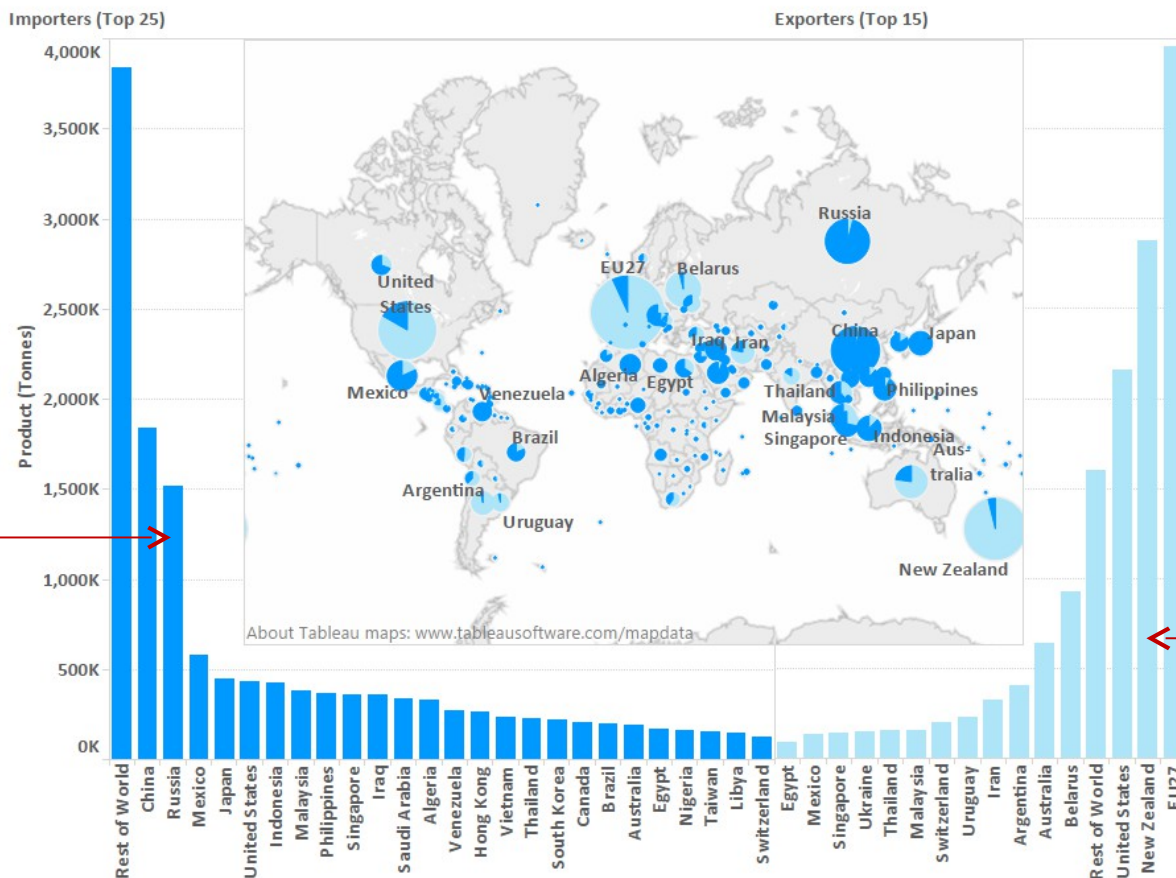 Importers (Top 25)
Exporters (Top 15)
Product (Tonnes)
4,000K
3,500K
3,000K
2,500K
2,000K
1,500K
1,000K
500K
0K
Russia
EU27
Belarus
United
States
China
Japan
Iraq
Iran
Algeria
Egypt
Mexico
Venezuela
Thailand
Philippines
Malaysia
Singapore
Indonesia
Brazil
Aus-
tralia
Argentina
Uruguay
New Zealand
About Tableau maps: www.tableausoftware.com/mapdata
Rest of World
China
Russia
Mexico
Japan
United States
Indonesia
Malaysia
Philippines
Singapore
Iraq
Saudi Arabia
Algeria
Venezuela
Hong Kong
Vietnam
Thailand
South Korea
Canada
Brazil
Australia
Egypt
Nigeria
Taiwan
Libya
Switzerland
Egypt
Mexico
Singapore
Ukraine
Thailand
Malaysia
Switzerland
Uruguay
Iran
Argentina
Australia
Belarus
Rest of World
United States
New Zealand
EU27